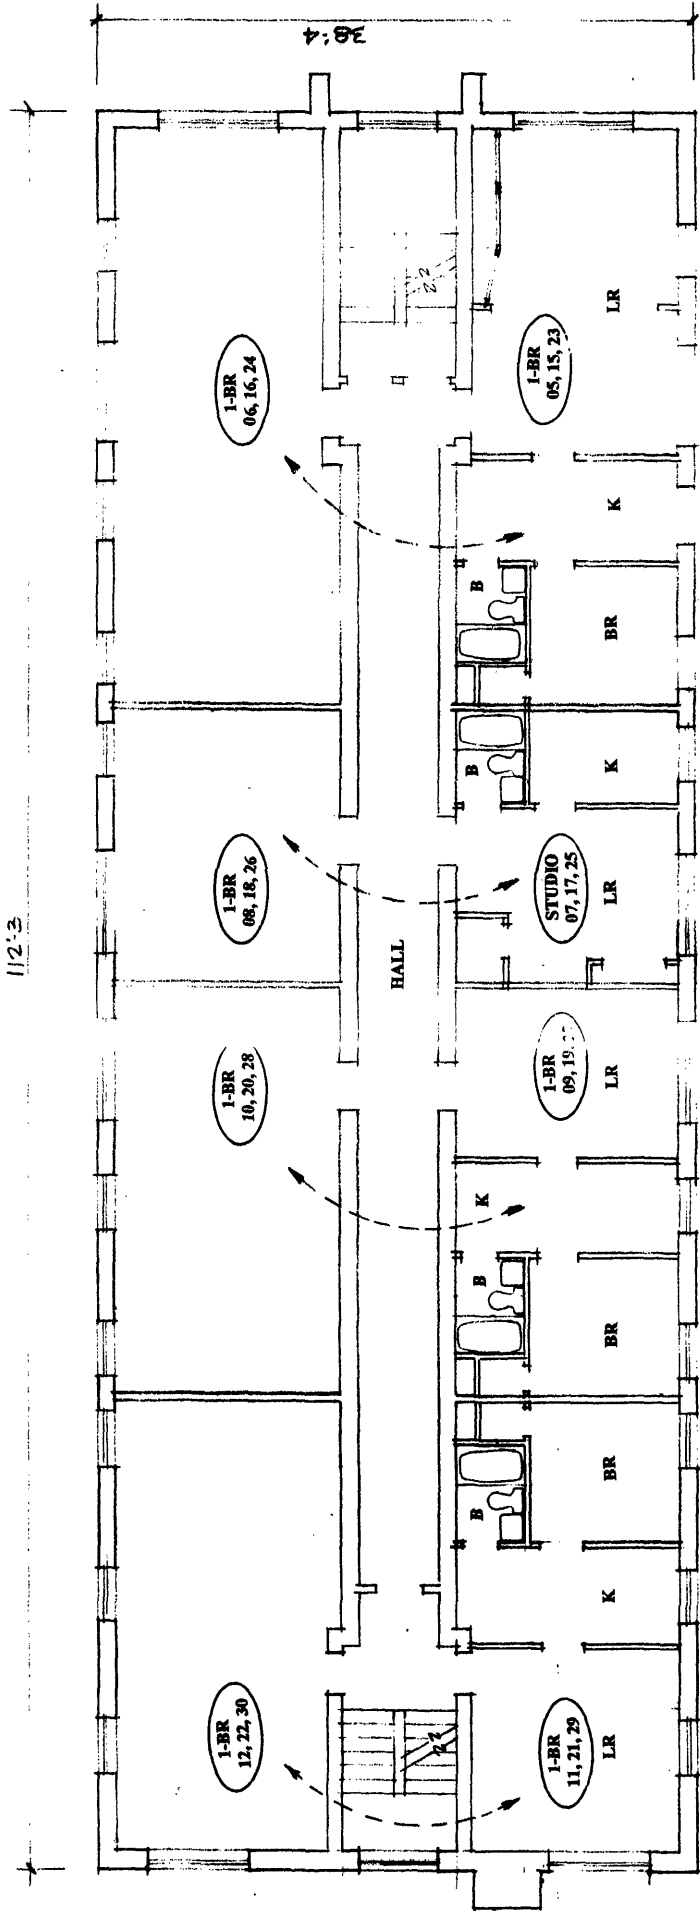 112'-3
38'-4
1-BR
12, 22, 30
1-BR
10, 20, 28
1-BR
08, 18, 26
1-BR
06, 16, 24
HALL
B
K
B
B
B
1-BR
11, 21, 29
LR
K
BR
BR
1-BR
09, 19,
LR
STUDIO
07, 17, 25
LR
K
BR
K
1-BR
05, 15, 23
LR